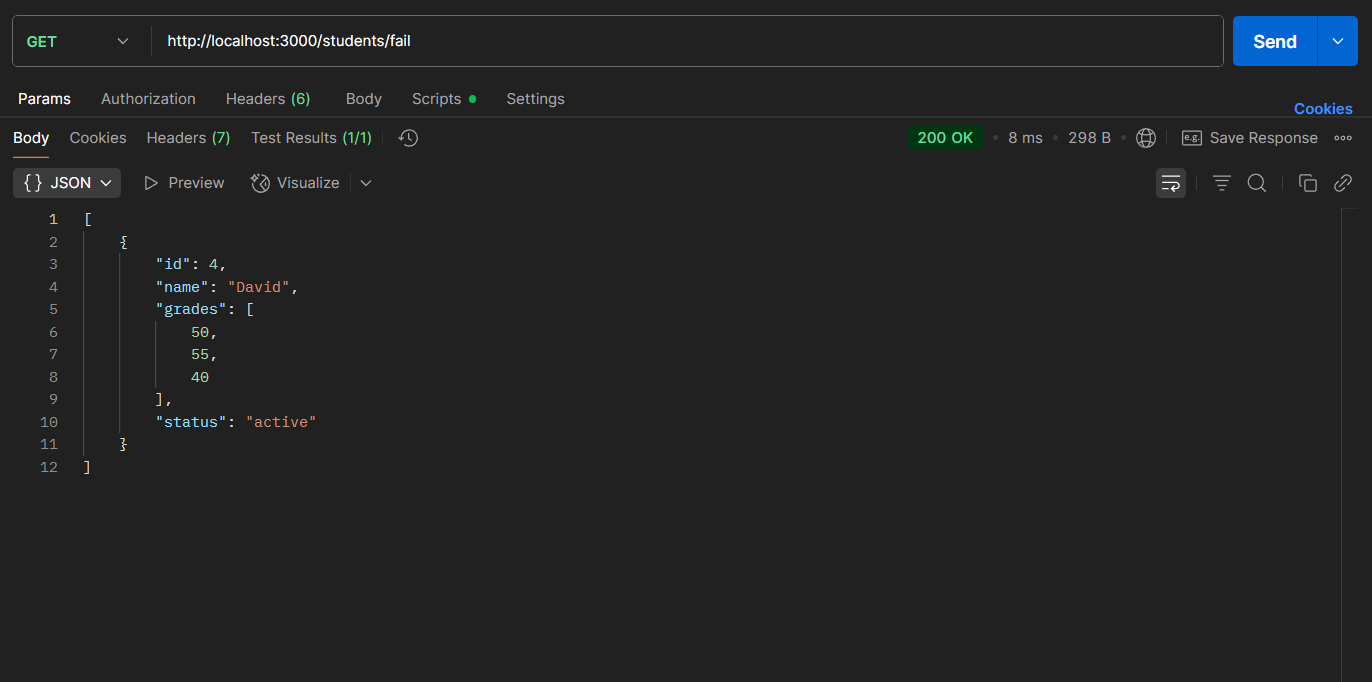 GET http://localhost:3000/students/fail Send
Params Authorization Headers (6) Body Scripts Settings
Cookies
Body Cookies Headers (7) Test Results (1/1) 200 OK 8 ms 298 B e.g. Save Response
{} JSON Preview Visualize
1 [
2 {
3 "id": 4,
4 "name": "David",
5 "grades": [
6 50,
7 55,
8 40
9 ],
10 "status": "active"
11 }
12 ]